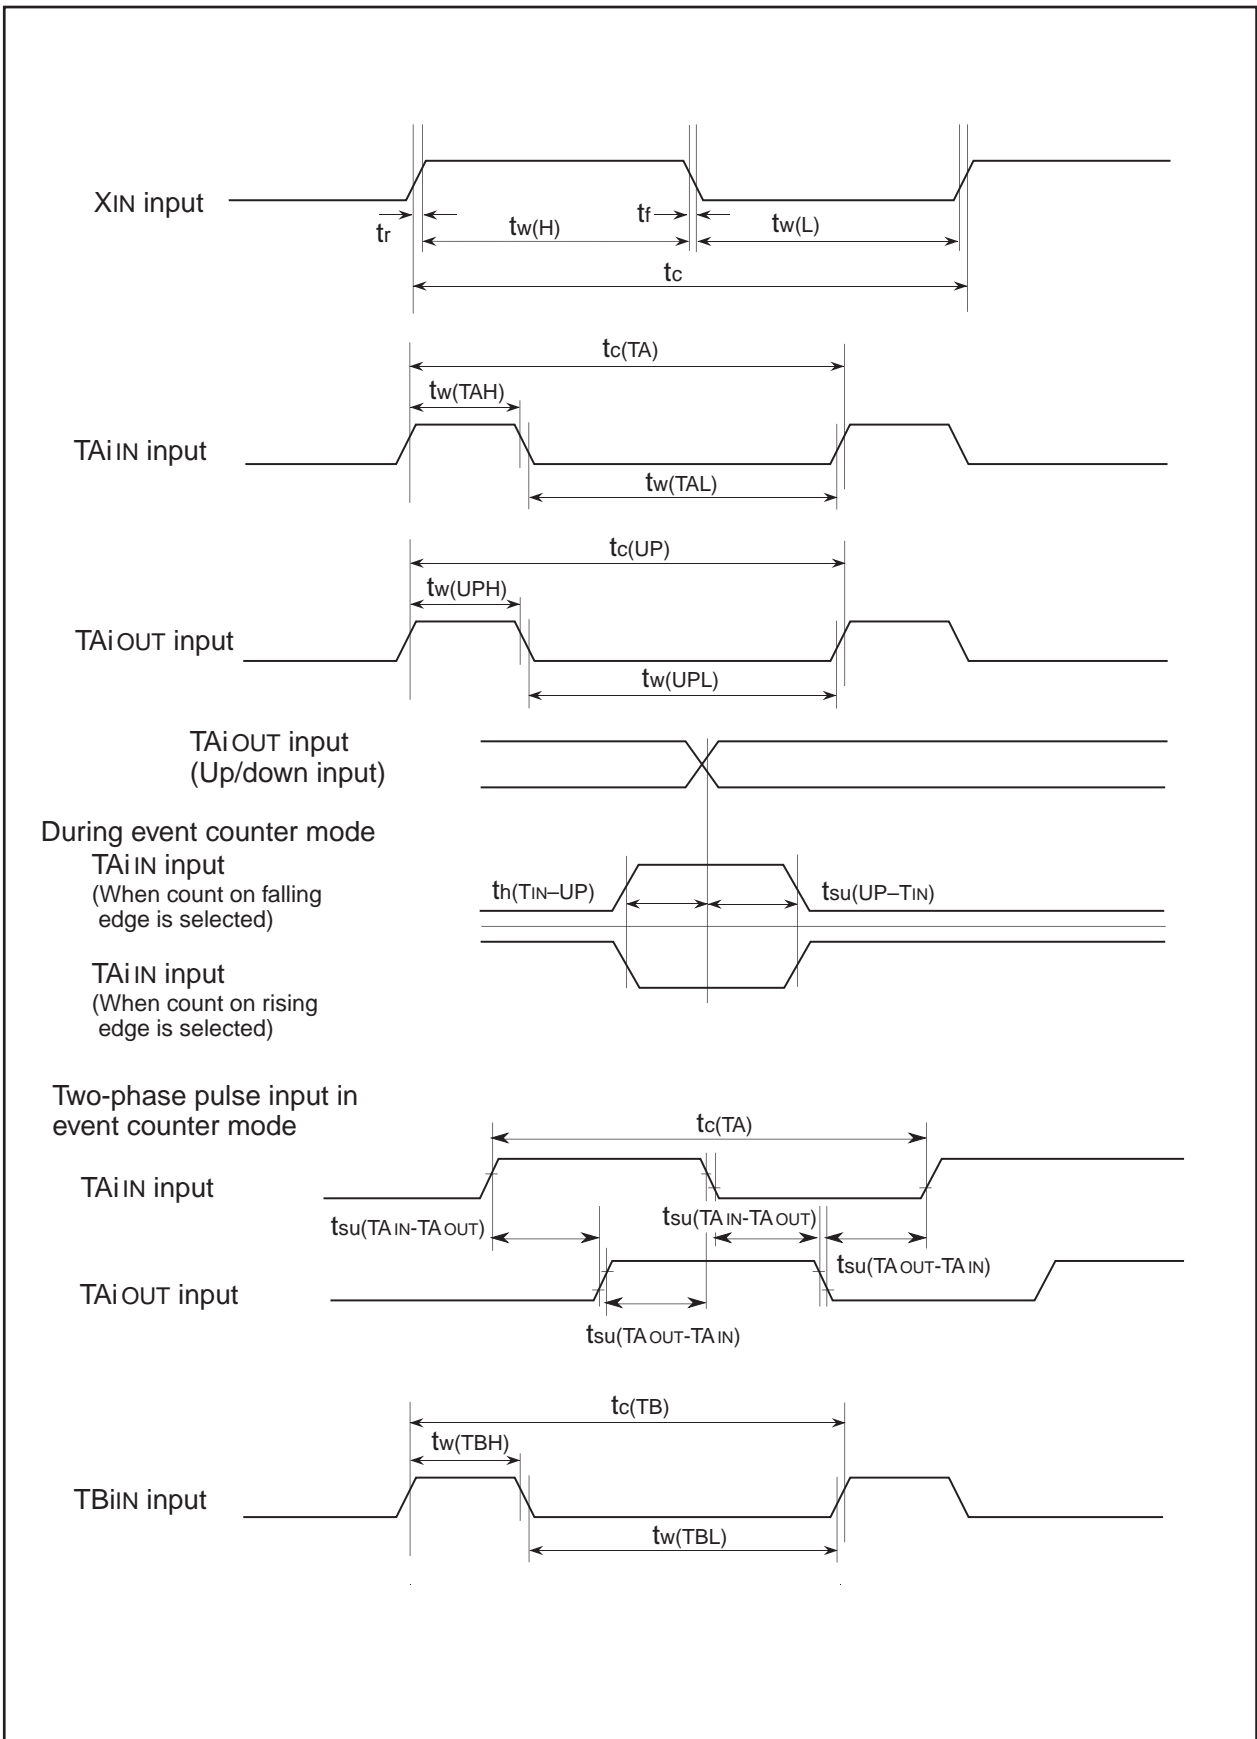 XIN input
tr
tw(H)
tf
tw(L)
tc
tc(TA)
tw(TAH)
TAiIN input
tw(TAL)
tc(UP)
tw(UPH)
TAiOUT input
tw(UPL)
TAiOUT input
(Up/down input)
During event counter mode
TAiIN input
(When count on falling
edge is selected)
th(TIN–UP)
tsu(UP–TIN)
TAiIN input
(When count on rising
edge is selected)
Two-phase pulse input in
event counter mode
tc(TA)
TAiIN input
tsu(TAIN-TAOUT)
tsu(TAIN-TAOUT)
tsu(TAOUT-TAIN)
TAiOUT input
tsu(TAOUT-TAIN)
tc(TB)
tw(TBH)
TBiIN input
tw(TBL)